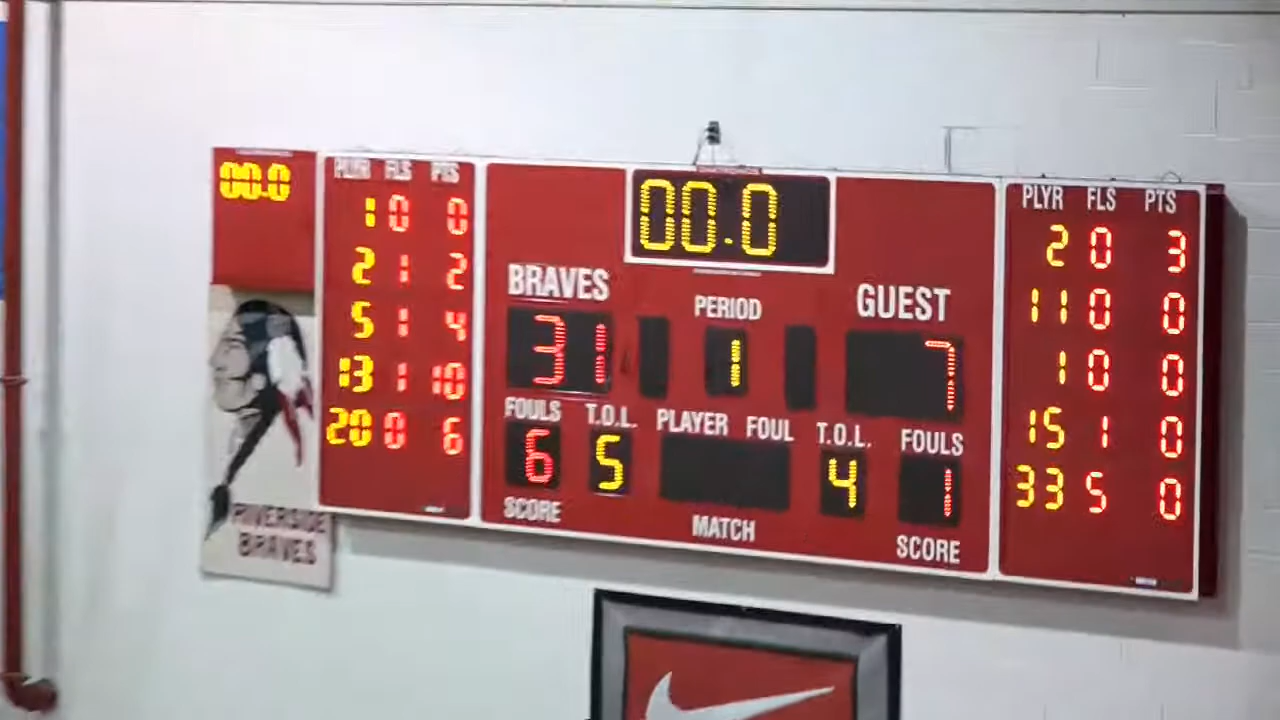 00.0
PLYR FLS PTS
1 0 0
2 1 2
5 1 4
13 1 10
20 0 6
00.0
BRAVES PERIOD GUEST
31 1 7
FOULS T.O.L. PLAYER FOUL T.O.L. FOULS
6 5 4 1
SCORE MATCH SCORE
PLYR FLS PTS
2 0 3
11 0 0
1 0 0
15 1 0
33 5 0
RIVERSIDE
BRAVES